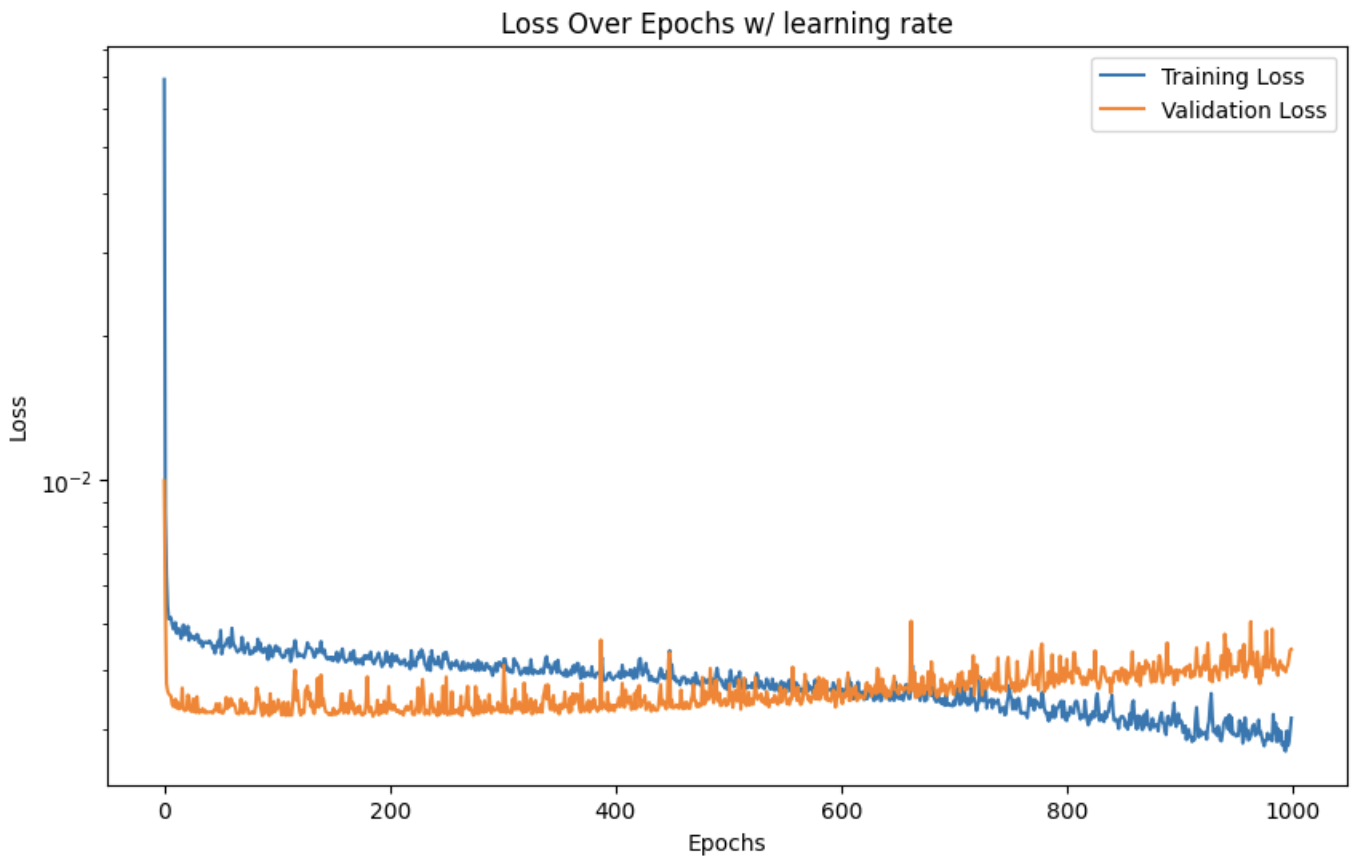 Loss Over Epochs w/ learning rate
Training Loss
Validation Loss
Loss
10⁻²
0 200 400 600 800 1000
Epochs